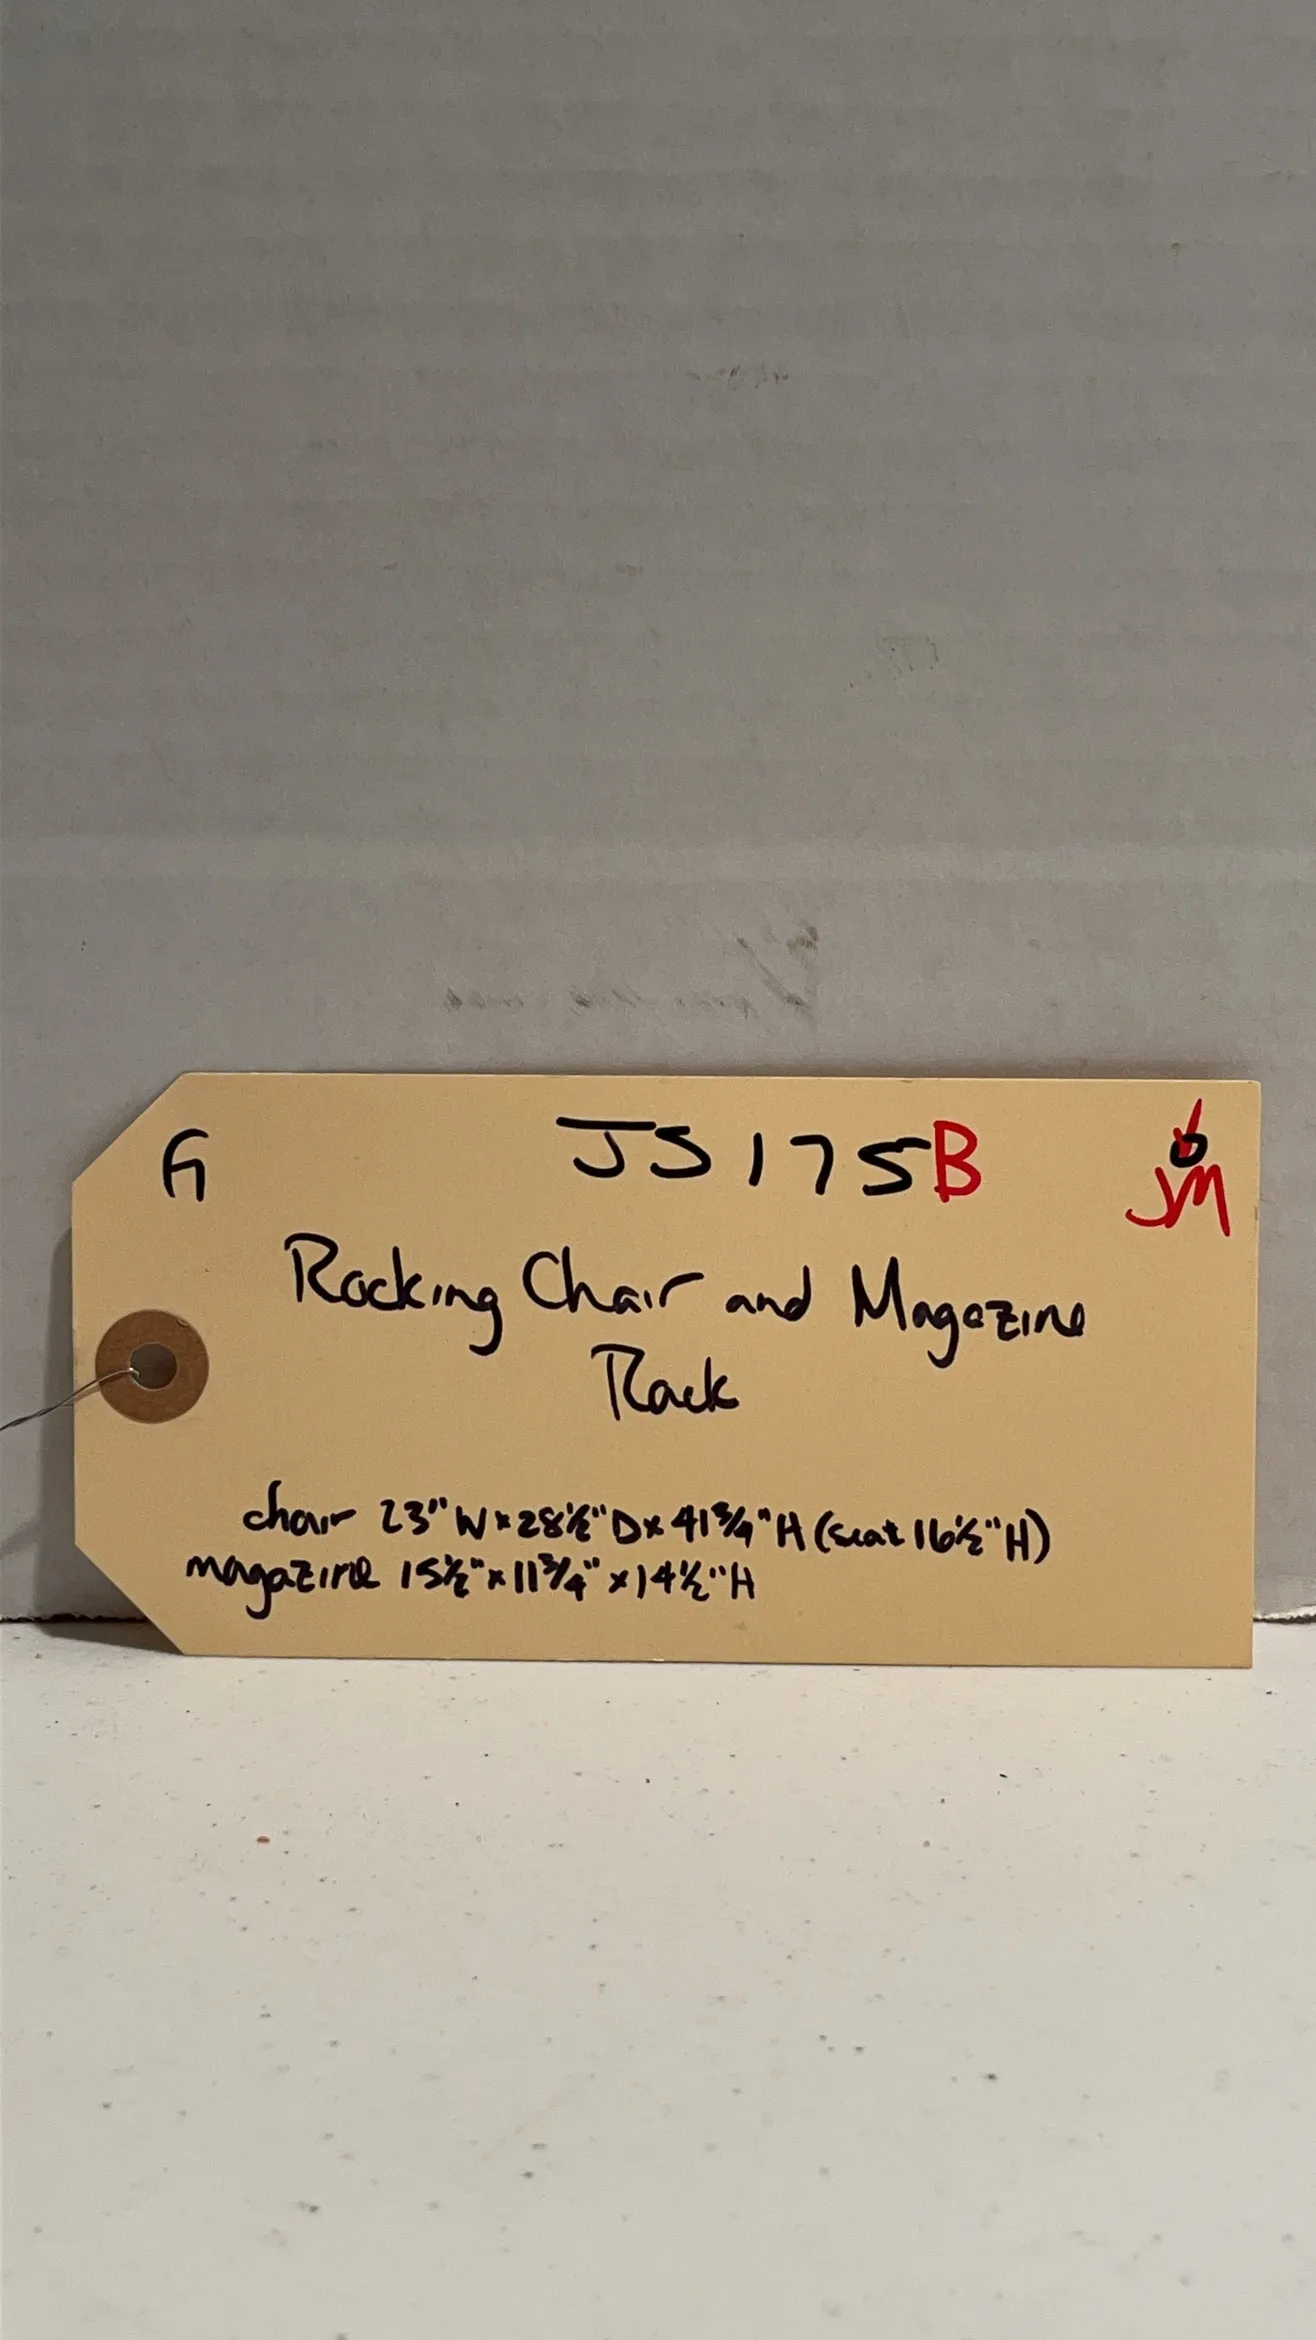 G JS175B JM
Rocking Chair and Magazine
Rack
chair 23"W x 28½"D x 41¾"H (seat 16½"H)
magazine 15½" x 11¾" x 14½"H